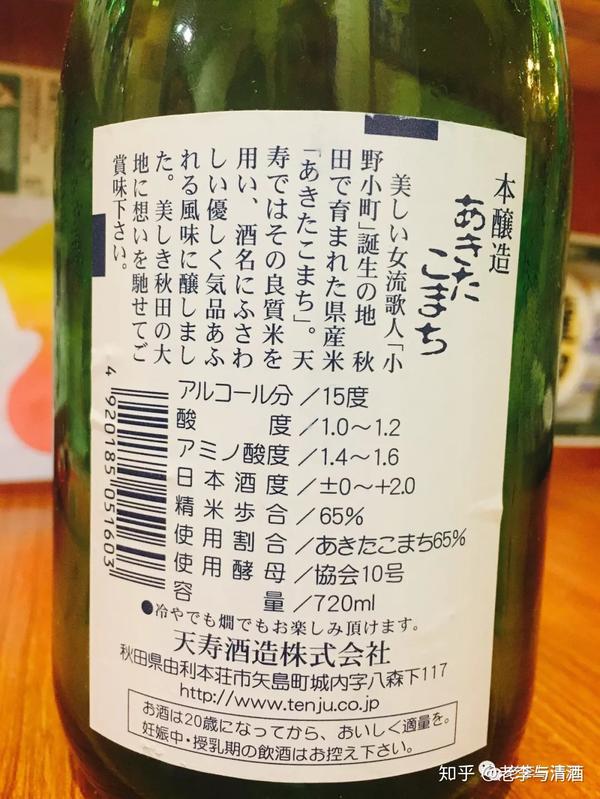 本醸造
あきたこまち
美しい女流歌人「小
野小町」誕生の地 秋
田で育まれた県産米
「あきたこまち」。天
寿ではその良質米を
用い、酒名にふさわ
しい優しく気品あふ
れる風味に醸しまし
た。美しき秋田の大
地に想いを馳せてご
賞味下さい。
アルコール分／15度
酸度／1.0～1.2
アミノ酸度／1.4～1.6
日本酒度／±0～+2.0
精米歩合／65%
使用割合／あきたこまち65%
使用酵母／協会10号
容量／720ml
4 920185 051603
●冷やでも燗でもお楽しみ頂けます。
天寿酒造株式会社
秋田県由利本荘市矢島町城内字八森下117
http://www.tenju.co.jp
お酒は20歳になってから、おいしく適量を。
妊娠中・授乳期の飲酒はお控え下さい。
知乎 @老李与清酒